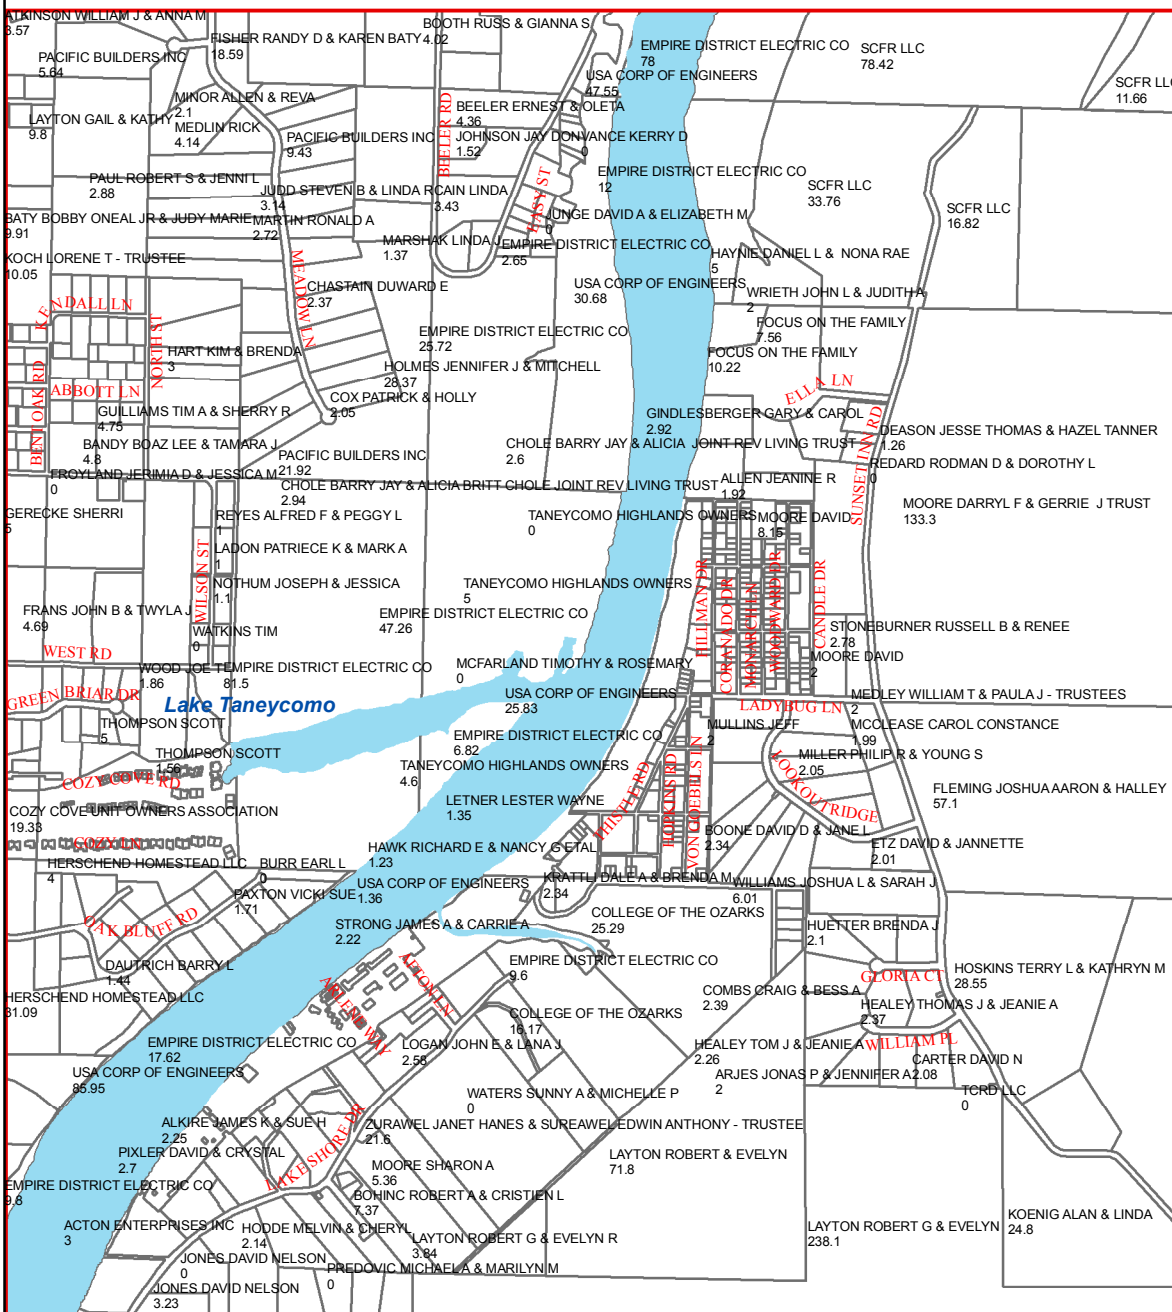 ATKINSON WILLIAM J & ANNA M
3.57
BOOTH RUSS & GIANNA S
4.02
FISHER RANDY D & KAREN BATY
18.59
EMPIRE DISTRICT ELECTRIC CO
78
SCFR LLC
78.42
PACIFIC BUILDERS INC
5.64
USA CORP OF ENGINEERS
47.55
SCFR LLC
11.66
MINOR ALLEN & REVA
2.1
BEELER RD
BEELER ERNEST & OLETA
4.36
LAYTON GAIL & KATHY
9.8
MEDLIN RICK
4.14
PACIFIC BUILDERS INC
9.43
JOHNSON JAY DON
1.52
VANCE KERRY D
0
PAUL ROBERT S & JENNI L
2.88
JUDD STEVEN B & LINDA R
3.14
CAIN LINDA
3.43
EASY ST
EMPIRE DISTRICT ELECTRIC CO
12
SCFR LLC
33.76
SCFR LLC
16.82
BATY BOBBY ONEAL JR & JUDY MARIE
9.91
MARTIN RONALD A
2.72
JUNGE DAVID A & ELIZABETH M
0
MARSHAK LINDA J
1.37
EMPIRE DISTRICT ELECTRIC CO
2.65
KOCH LORENE T - TRUSTEE
10.05
HAYNIE DANIEL L & NONA RAE
5
MEADOW LN
CHASTAIN DUWARD E
2.37
USA CORP OF ENGINEERS
30.68
WRIETH JOHN L & JUDITH A
2
KENDALL LN
NORTH ST
EMPIRE DISTRICT ELECTRIC CO
25.72
FOCUS ON THE FAMILY
7.56
HART KIM & BRENDA
3
FOCUS ON THE FAMILY
10.22
HOLMES JENNIFER J & MITCHELL
28.37
ELLA LN
BENT OAK RD
ABBOTT LN
COX PATRICK & HOLLY
2.05
GUILLIAMS TIM A & SHERRY R
4.75
GINDLESBERGER GARY & CAROL
2.92
SUNSET INN RD
DEASON JESSE THOMAS & HAZEL TANNER
1.26
BANDY BOAZ LEE & TAMARA J
4.8
PACIFIC BUILDERS INC
21.92
CHOLE BARRY JAY & ALICIA JOINT REV LIVING TRUST
2.6
REDARD RODMAN D & DOROTHY L
0
FROYLAND JERIMIA D & JESSICA M
0
CHOLE BARRY JAY & ALICIA BRITT CHOLE JOINT REV LIVING TRUST
2.94
ALLEN JEANINE R
1.92
MOORE DARRYL F & GERRIE J TRUST
133.3
GERECKE SHERRI
5
REYES ALFRED F & PEGGY L
1
TANEYCOMO HIGHLANDS OWNERS
0
MOORE DAVID
8.15
WILSON ST
LADON PATRIECE K & MARK A
1
NOTHUM JOSEPH & JESSICA
1.1
TANEYCOMO HIGHLANDS OWNERS
5
HILLMAN DR
CORANADO DR
MONARCH LN
WOODWARD DR
CANDLE DR
FRANS JOHN B & TWYLA J
4.69
EMPIRE DISTRICT ELECTRIC CO
47.26
WATKINS TIM
0
STONEBURNER RUSSELL B & RENEE
2.78
WEST RD
WOOD JOE T
1.86
EMPIRE DISTRICT ELECTRIC CO
81.5
MCFARLAND TIMOTHY & ROSEMARY
0
MOORE DAVID
2
GREEN BRIAR DR
Lake Taneycomo
USA CORP OF ENGINEERS
25.83
MEDLEY WILLIAM T & PAULA J - TRUSTEES
2
LADYBUG LN
THOMPSON SCOTT
5
EMPIRE DISTRICT ELECTRIC CO
6.82
MULLINS JEFF
2
MCCLEASE CAROL CONSTANCE
1.99
THOMPSON SCOTT
1.56
MILLER PHILIP R & YOUNG S
2.05
COZY COVE RD
TANEYCOMO HIGHLANDS OWNERS
4.6
THISTLE RD
HOPKINS RD
VON GOEBELS LN
LOOKOUT RIDGE
FLEMING JOSHUA AARON & HALLEY
57.1
COZY COVE UNIT OWNERS ASSOCIATION
19.33
LETNER LESTER WAYNE
1.35
BOONE DAVID D & JANE L
2.34
COZY LN
HAWK RICHARD E & NANCY G ETAL
1.23
ETZ DAVID & JANNETTE
2.01
HERSCHEND HOMESTEAD LLC
4
BURR EARL L
0
PAXTON VICKI SUE
1.71
USA CORP OF ENGINEERS
1.36
KRATTLI DALE A & BRENDA M
2.34
WILLIAMS JOSHUA L & SARAH J
6.01
OAK BLUFF RD
STRONG JAMES A & CARRIE A
2.22
COLLEGE OF THE OZARKS
25.29
HUETTER BRENDA J
2.1
DAUTRICH BARRY L
1.44
AFTON LN
EMPIRE DISTRICT ELECTRIC CO
9.6
GLORIA CT
HOSKINS TERRY L & KATHRYN M
28.55
HERSCHEND HOMESTEAD LLC
31.09
ARLENE WAY
COMBS CRAIG & BESS A
2.39
HEALEY THOMAS J & JEANIE A
2.37
COLLEGE OF THE OZARKS
16.17
EMPIRE DISTRICT ELECTRIC CO
17.62
LOGAN JOHN E & LANA J
2.58
HEALEY TOM J & JEANIE A
2.26
WILLIAM PL
CARTER DAVID N
2.08
USA CORP OF ENGINEERS
85.95
ARJES JONAS P & JENNIFER A
2
WATERS SUNNY A & MICHELLE P
0
TCRD LLC
0
ALKIRE JAMES K & SUE H
2.25
LAKE SHORE DR
ZURAWEL JANET HANES & SUREAWEL EDWIN ANTHONY - TRUSTEE
21.6
PIXLER DAVID & CRYSTAL
2.7
LAYTON ROBERT & EVELYN
71.8
MOORE SHARON A
5.36
EMPIRE DISTRICT ELECTRIC CO
9.8
BOHINC ROBERT A & CRISTIEN L
7.37
ACTON ENTERPRISES INC
3
HODDE MELVIN & CHERYL
2.14
KOENIG ALAN & LINDA
24.8
LAYTON ROBERT G & EVELYN R
3.84
LAYTON ROBERT G & EVELYN
238.1
JONES DAVID NELSON
0
PREDOVIC MICHAEL A & MARILYN M
0
JONES DAVID NELSON
3.23